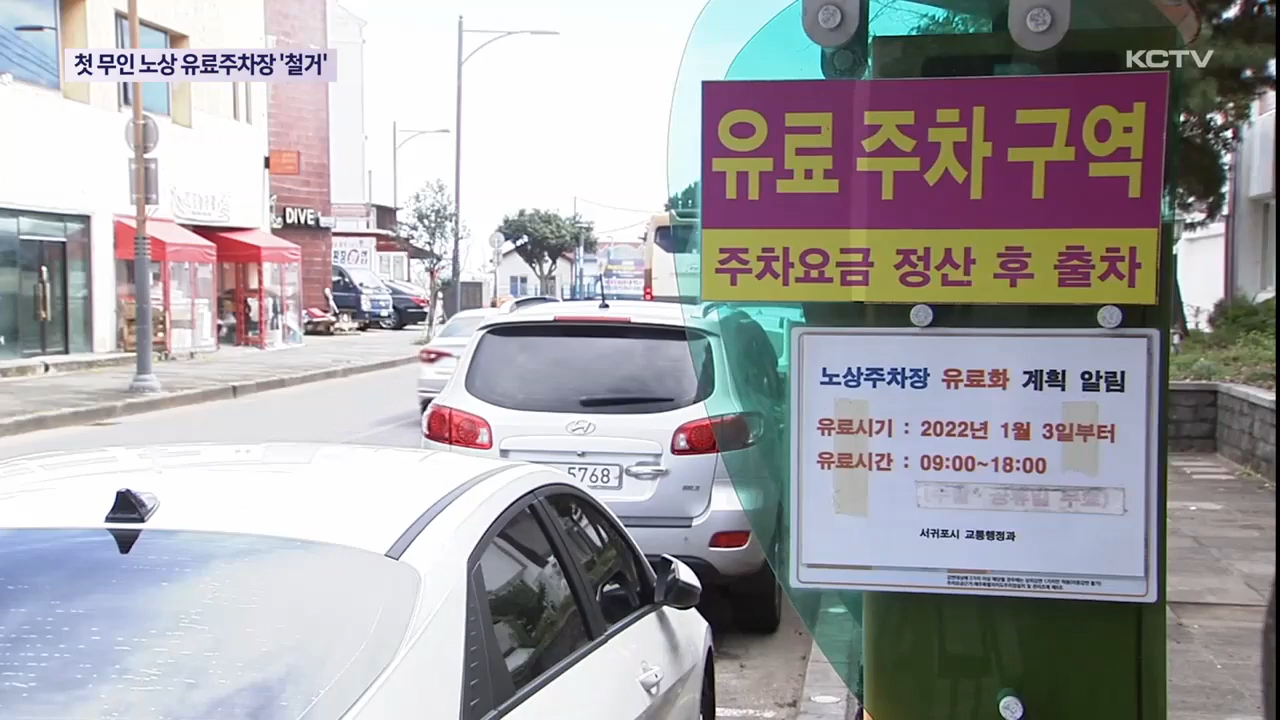 첫 무인 노상 유료주차장 '철거'
KCTV
유료 주차 구역
주차요금 정산 후 출차
노상주차장 유료화 계획 알림
유료시기 : 2022년 1월 3일부터
유료시간 : 09:00~18:00
서귀포시 교통행정과
DIVE
5768